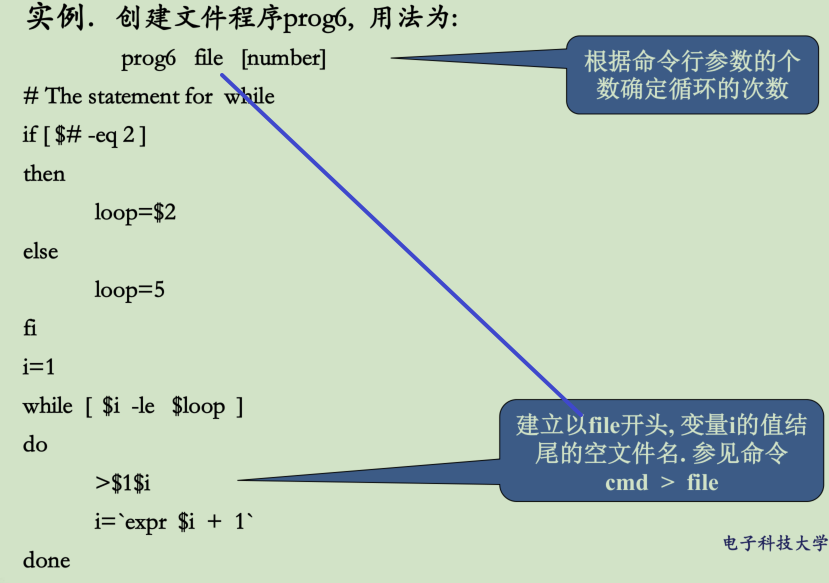 实例. 创建文件程序prog6, 用法为:
prog6 file [number]
根据命令行参数的个
数确定循环的次数
# The statement for while
if [ $# -eq 2 ]
then
loop=$2
else
loop=5
fi
i=1
while [ $i -le $loop ]
do
>$1$i
i=`expr $i + 1`
done
建立以file开头, 变量i的值结
尾的空文件名. 参见命令
cmd > file
电子科技大学